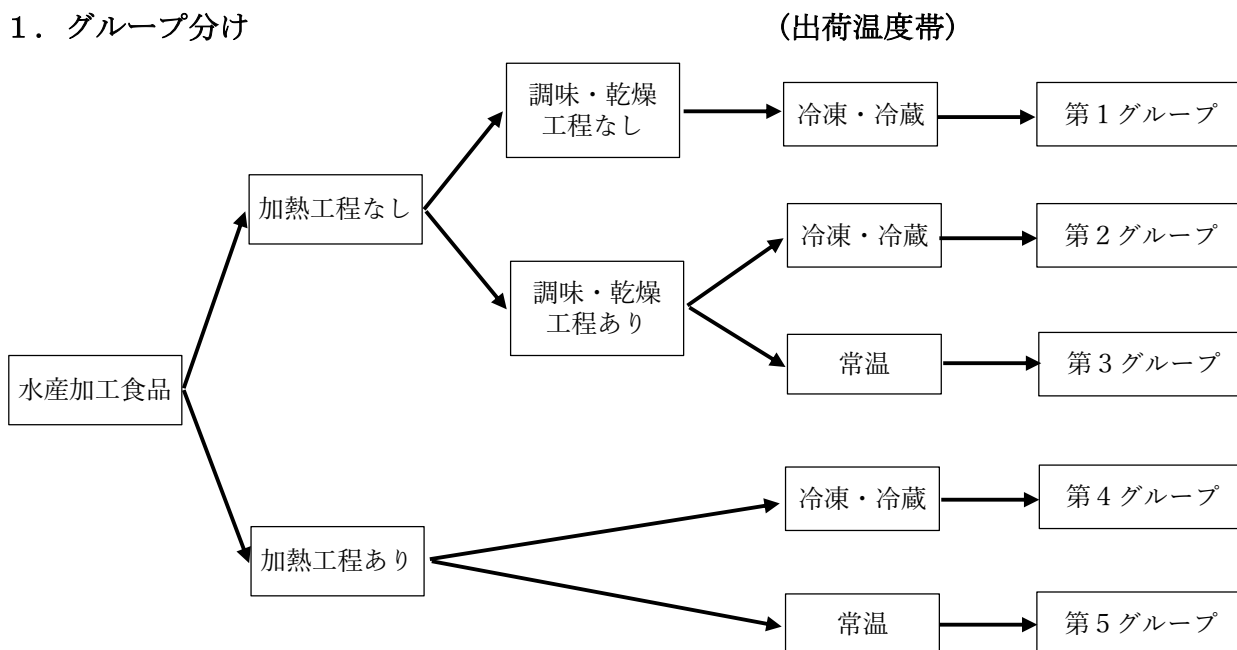 1．グループ分け
（出荷温度帯）
調味・乾燥
工程なし
冷凍・冷蔵
第１グループ
加熱工程なし
冷凍・冷蔵
第２グループ
調味・乾燥
工程あり
常温
第３グループ
水産加工食品
冷凍・冷蔵
第４グループ
加熱工程あり
常温
第５グループ